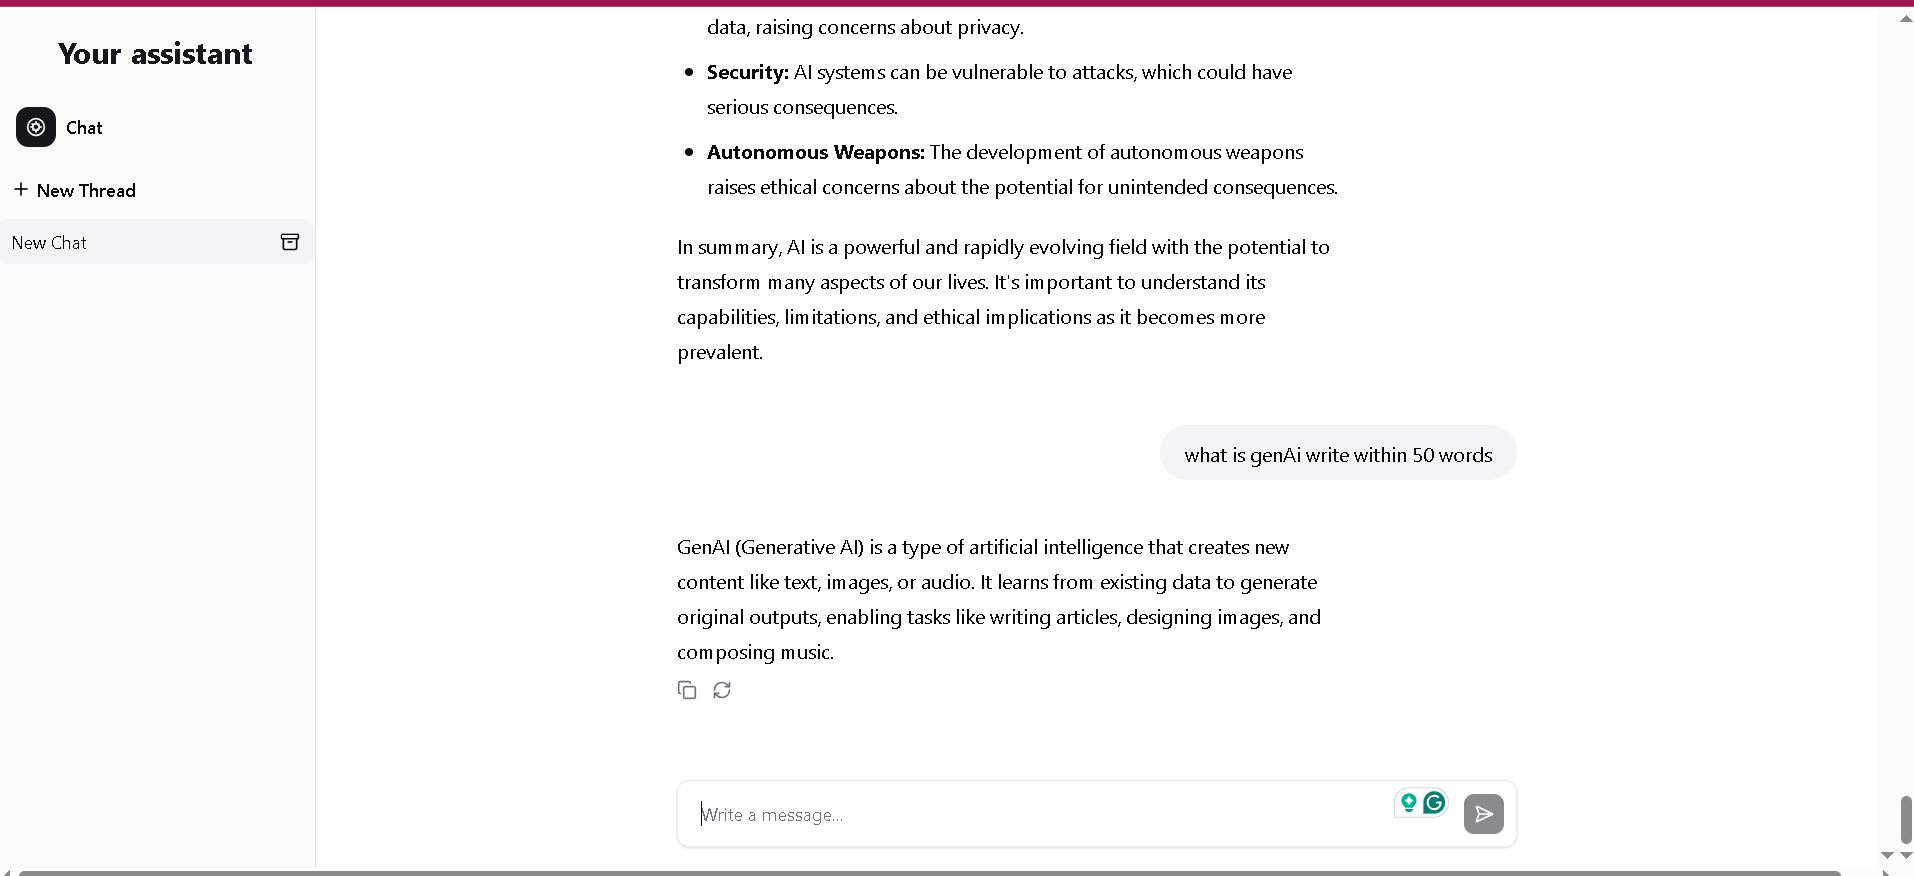 Your assistant
Chat
New Thread
New Chat
data, raising concerns about privacy.
Security: AI systems can be vulnerable to attacks, which could have
serious consequences.
Autonomous Weapons: The development of autonomous weapons
raises ethical concerns about the potential for unintended consequences.
In summary, AI is a powerful and rapidly evolving field with the potential to
transform many aspects of our lives. It's important to understand its
capabilities, limitations, and ethical implications as it becomes more
prevalent.
what is genAi write within 50 words
GenAI (Generative AI) is a type of artificial intelligence that creates new
content like text, images, or audio. It learns from existing data to generate
original outputs, enabling tasks like writing articles, designing images, and
composing music.
Write a message...